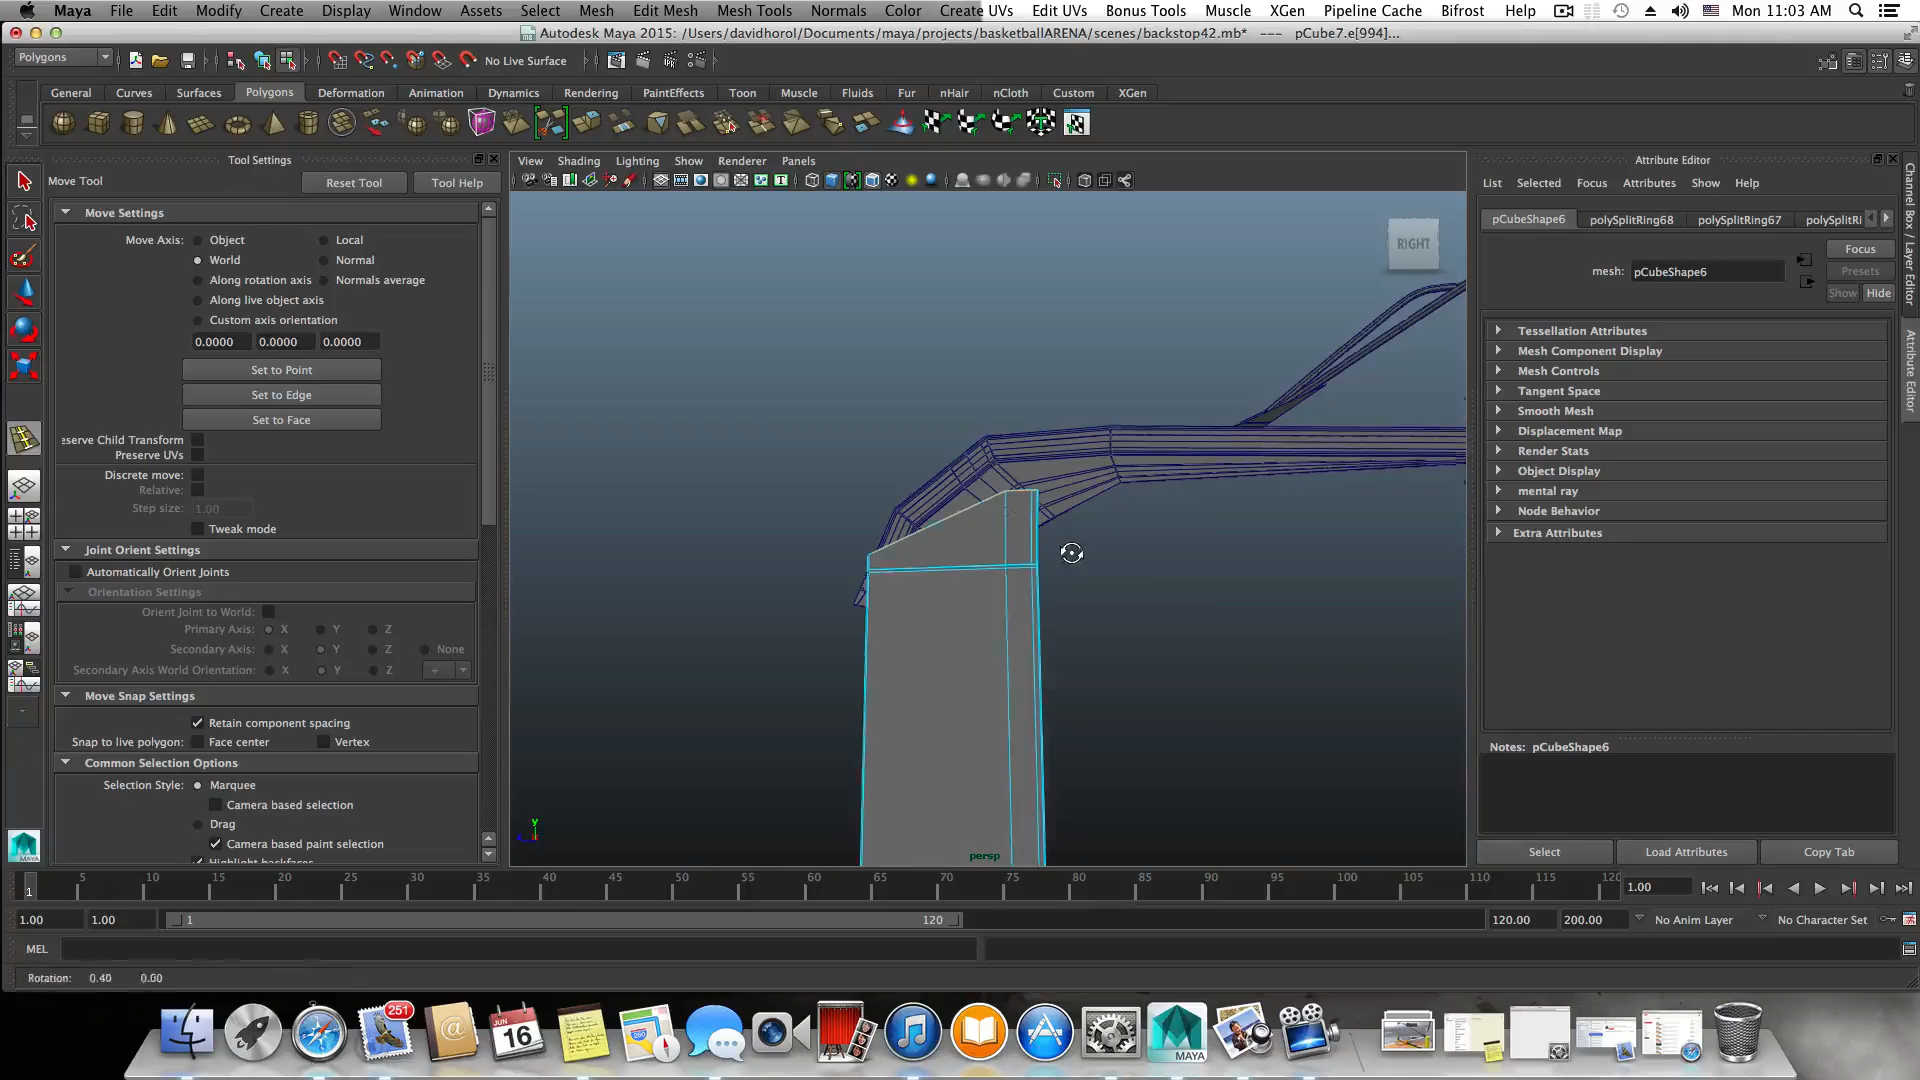 Maya File Edit Modify Create Display Window Assets Select Mesh Edit Mesh Mesh Tools Normals Color Create UVs Edit UVs Bonus Tools Muscle XGen Pipeline Cache Bifrost Help Mon 11:03 AM
Autodesk Maya 2015: /Users/davidhorol/Documents/maya/projects/basketballARENA/scenes/backstop42.mb* --- pCube7.e[994]...
Polygons No Live Surface
General Curves Surfaces Polygons Deformation Animation Dynamics Rendering PaintEffects Toon Muscle Fluids Fur nHair nCloth Custom XGen
Tool Settings
Move Tool Reset Tool Tool Help
Move Settings
Move Axis: Object Local
World Normal
Along rotation axis Normals average
Along live object axis
Custom axis orientation
0.0000 0.0000 0.0000
Set to Point
Set to Edge
Set to Face
eserve Child Transform
Preserve UVs
Discrete move:
Relative:
Step size: 1.00
Tweak mode
Joint Orient Settings
Automatically Orient Joints
Orientation Settings
Orient Joint to World:
Primary Axis: X Y Z
Secondary Axis: X Y Z None
Secondary Axis World Orientation: X Y Z +
Move Snap Settings
Retain component spacing
Snap to live polygon: Face center Vertex
Common Selection Options
Selection Style: Marquee
Camera based selection
Drag
Camera based paint selection
Highlight backfaces
View Shading Lighting Show Renderer Panels
RIGHT
y
persp
Attribute Editor
List Selected Focus Attributes Show Help
pCubeShape6 polySplitRing68 polySplitRing67 polySplitRi
Focus
mesh: pCubeShape6 Presets
Show Hide
Tessellation Attributes
Mesh Component Display
Mesh Controls
Tangent Space
Smooth Mesh
Displacement Map
Render Stats
Object Display
mental ray
Node Behavior
Extra Attributes
Notes: pCubeShape6
Select Load Attributes Copy Tab
Channel Box / Layer Editor
Attribute Editor
1 5 10 15 20 25 30 35 40 45 50 55 60 65 70 75 80 85 90 95 100 105 110 115 120 1.00
1.00 1.00 1 120 120.00 200.00 No Anim Layer No Character Set
MEL
Rotation: 0.40 0.00
251
JUN
16
MAYA
MAYA